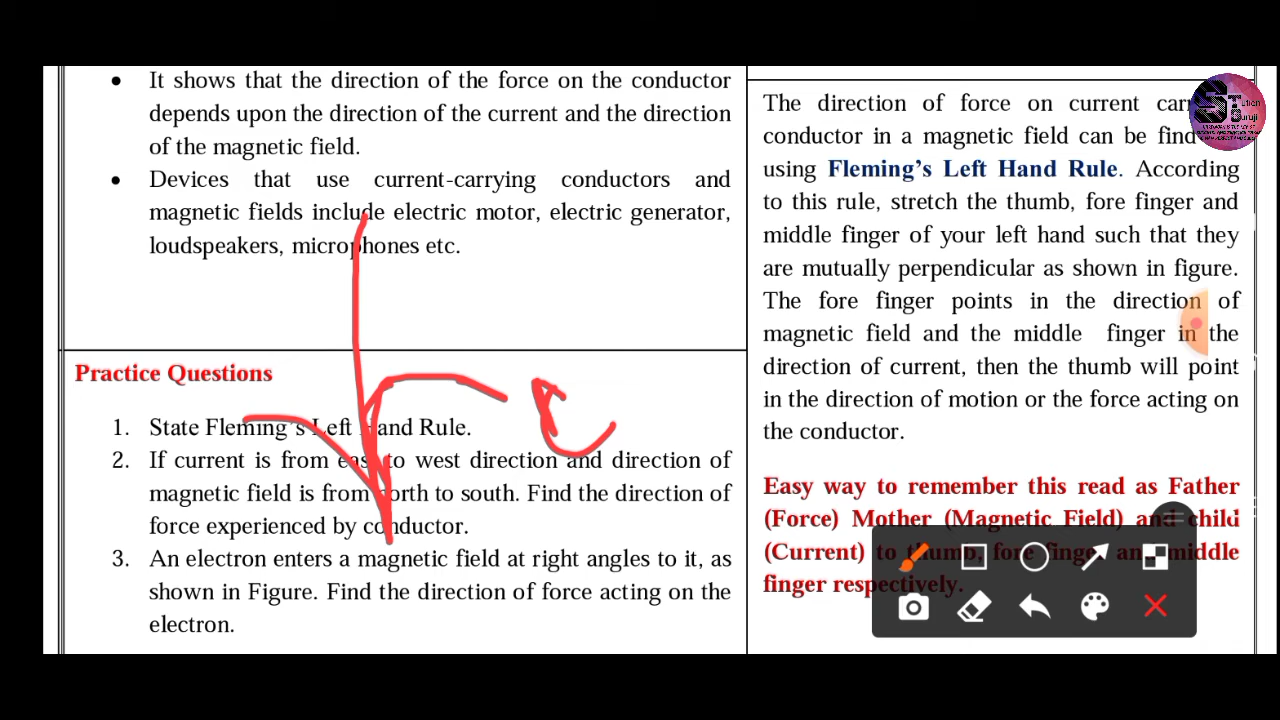 It shows that the direction of the force on the conductor
depends upon the direction of the current and the direction
of the magnetic field.
Devices that use current-carrying conductors and
magnetic fields include electric motor, electric generator,
loudspeakers, microphones etc.
Practice Questions
1. State Fleming's Left Hand Rule.
2. If current is from east to west direction and direction of
magnetic field is from north to south. Find the direction of
force experienced by conductor.
3. An electron enters a magnetic field at right angles to it, as
shown in Figure. Find the direction of force acting on the
electron.
The direction of force on current
conductor in a magnetic field can be find
using Fleming's Left Hand Rule. According
to this rule, stretch the thumb, fore finger and
middle finger of your left hand such that they
are mutually perpendicular as shown in figure.
The fore finger points in the direction of
magnetic field and the middle finger in the
direction of current, then the thumb will point
in the direction of motion or the force acting on
the conductor.
Easy way to remember this read as Father
(Force) Mother (Magnetic Field) and child
(Current) to thumb, fore finger and middle
finger respectively.